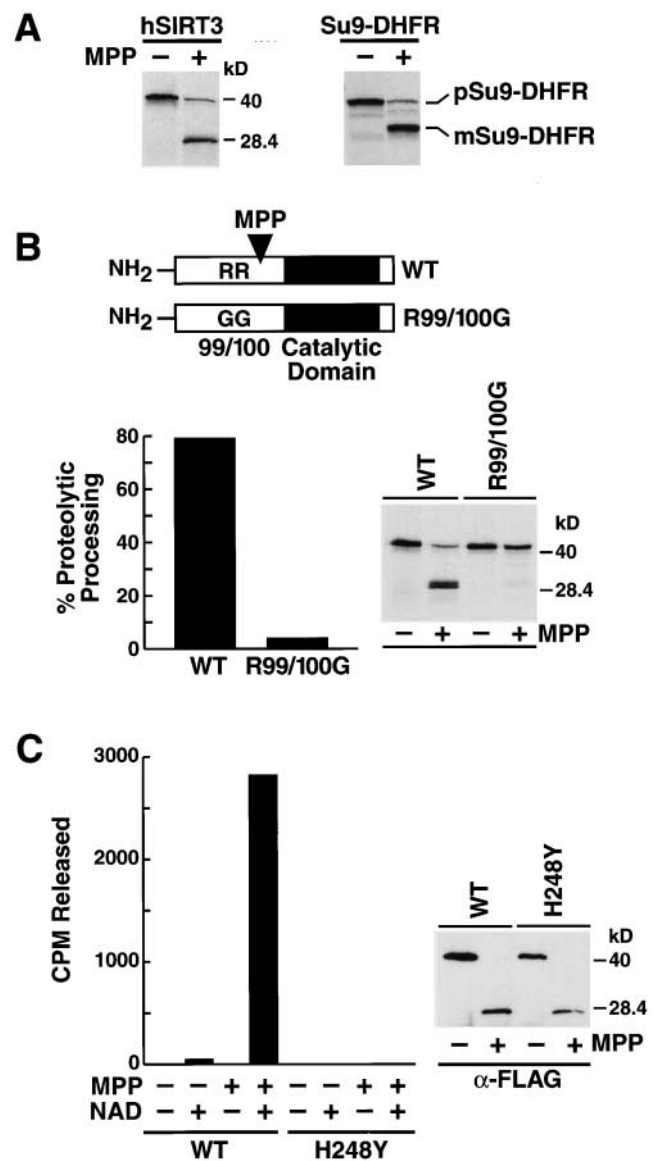 A
hSIRT3
Su9-DHFR
MPP − +
− +
kD
40
28.4
pSu9-DHFR
mSu9-DHFR
B
MPP
NH2
RR
WT
NH2
GG
R99/100G
99/100
Catalytic
Domain
% Proteolytic
Processing
80
60
40
20
0
WT R99/100G
WT
R99/100G
kD
40
28.4
− + − + MPP
C
CPM Released
3000
2000
1000
0
MPP − − + + − − + +
NAD − + − + − + − +
WT H248Y
WT
H248Y
kD
40
28.4
− + − + MPP
α-FLAG